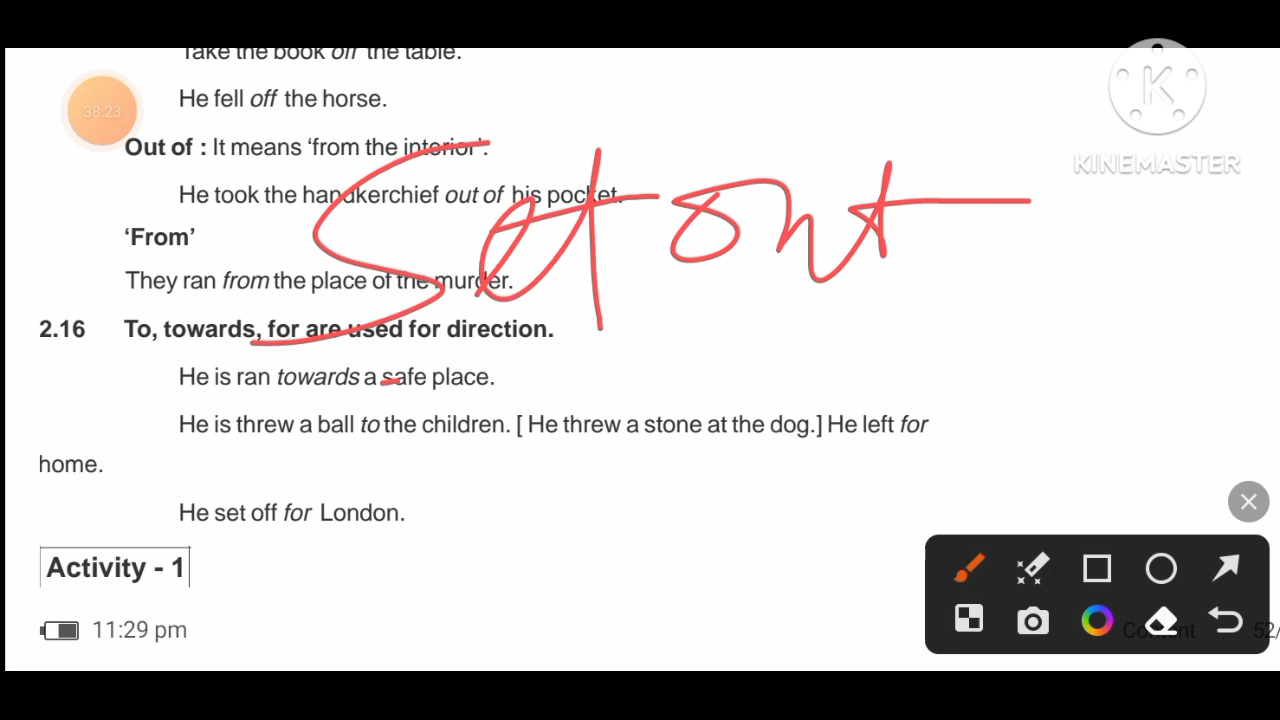 Take the book off the table.
38:23
He fell off the horse.
KINEMASTER
Out of : It means ‘from the interior’.
He took the handkerchief out of his pocket.
Set out
‘From’
They ran from the place of the murder.
2.16 To, towards, for are used for direction.
He is ran towards a safe place.
He is threw a ball to the children. [ He threw a stone at the dog.] He left for
home.
He set off for London.
Activity - 1
11:29 pm
Content 52/